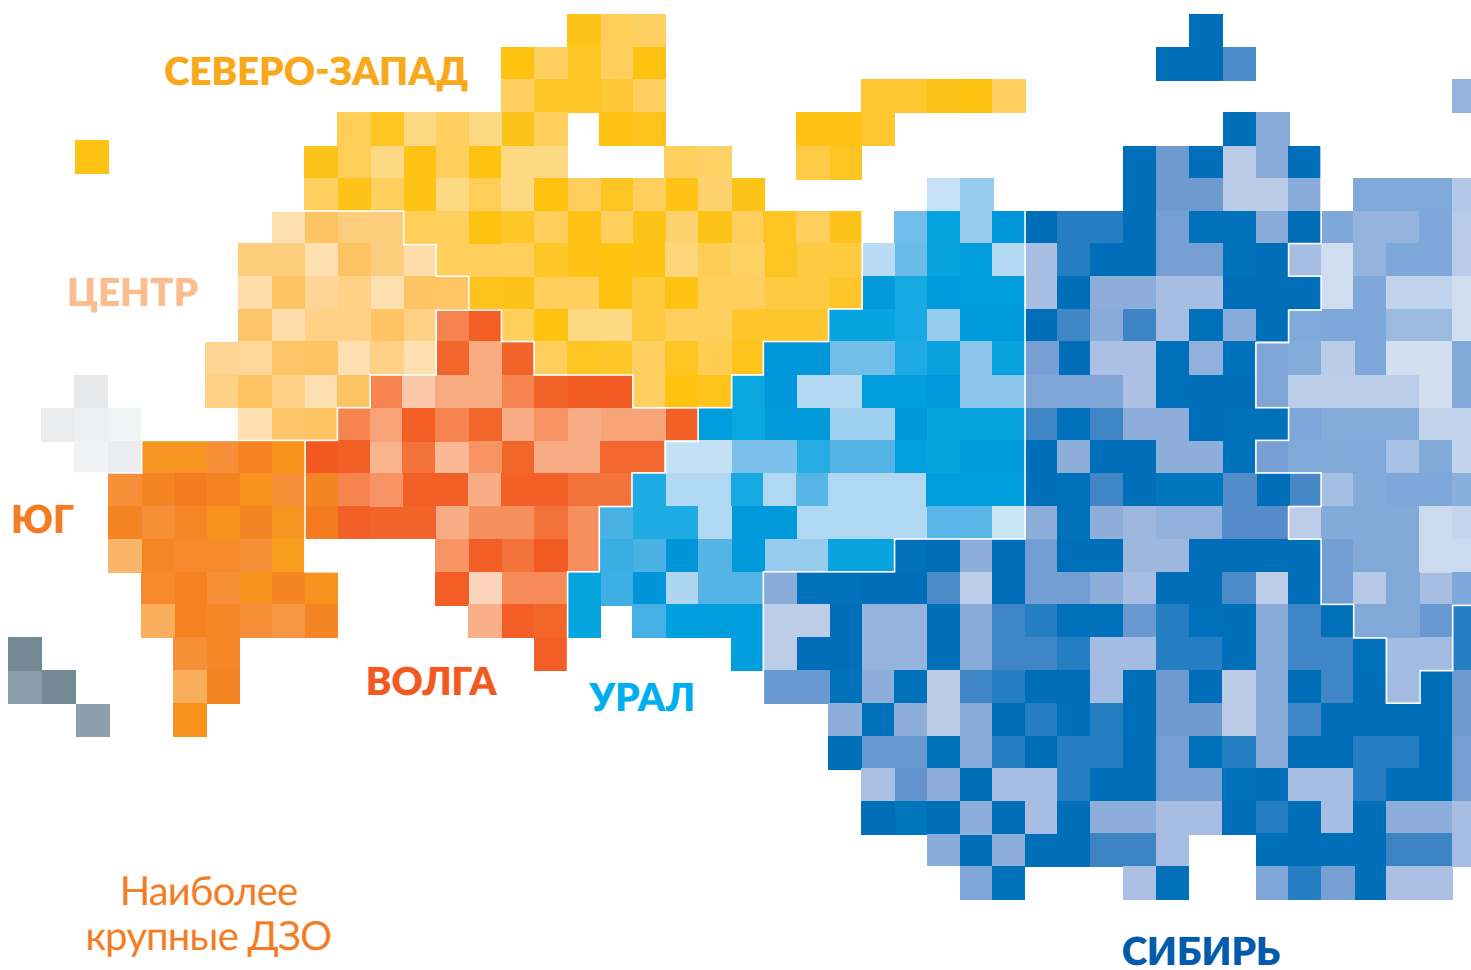 СЕВЕРО-ЗАПАД
ЦЕНТР
ЮГ
ВОЛГА
УРАЛ
Наиболее
крупные ДЗО
СИБИРЬ